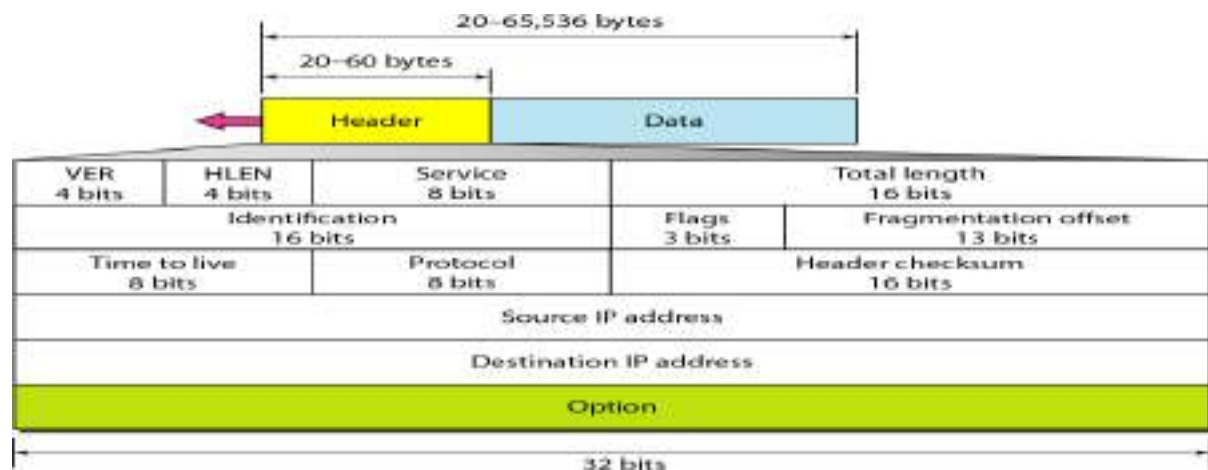 20–65,536 bytes
20–60 bytes
Header Data
VER HLEN Service Total length
4 bits 4 bits 8 bits 16 bits
Identification Flags Fragmentation offset
16 bits 3 bits 13 bits
Time to live Protocol Header checksum
8 bits 8 bits 16 bits
Source IP address
Destination IP address
Option
32 bits